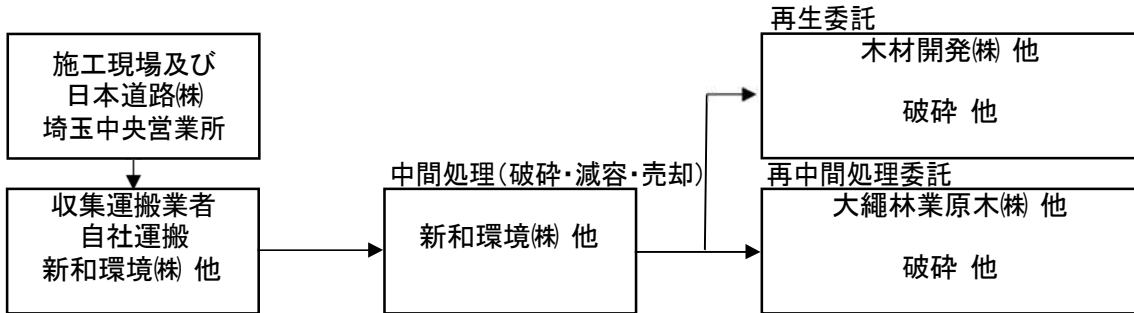 施工現場及び
日本道路㈱
埼玉中央営業所
収集運搬業者
自社運搬
新和環境㈱ 他
中間処理（破砕・減容・売却）
新和環境㈱ 他
再生委託
木材開発㈱ 他
破砕 他
再中間処理委託
大繩林業原木㈱ 他
破砕 他